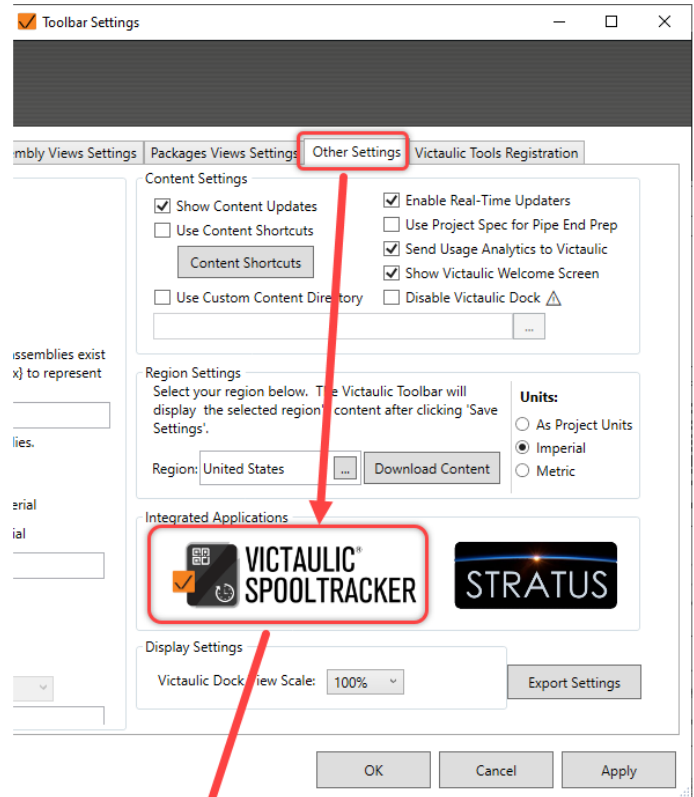 Toolbar Settings
mbly Views Settings
Packages Views Settings
Other Settings
Victaulic Tools Registration
Content Settings
Show Content Updates
Use Content Shortcuts
Content Shortcuts
Use Custom Content Directory
Enable Real-Time Updaters
Use Project Spec for Pipe End Prep
Send Usage Analytics to Victaulic
Show Victaulic Welcome Screen
Disable Victaulic Dock
...
assemblies exist
x} to represent
lies.
erial
ial
Region Settings
Select your region below. The Victaulic Toolbar will
display the selected region's content after clicking 'Save
Settings'.
Region: United States
...
Download Content
Units:
As Project Units
Imperial
Metric
Integrated Applications
VICTAULIC®
SPOOLTRACKER
STRATUS
Display Settings
Victaulic Dock View Scale: 100%
Export Settings
OK
Cancel
Apply